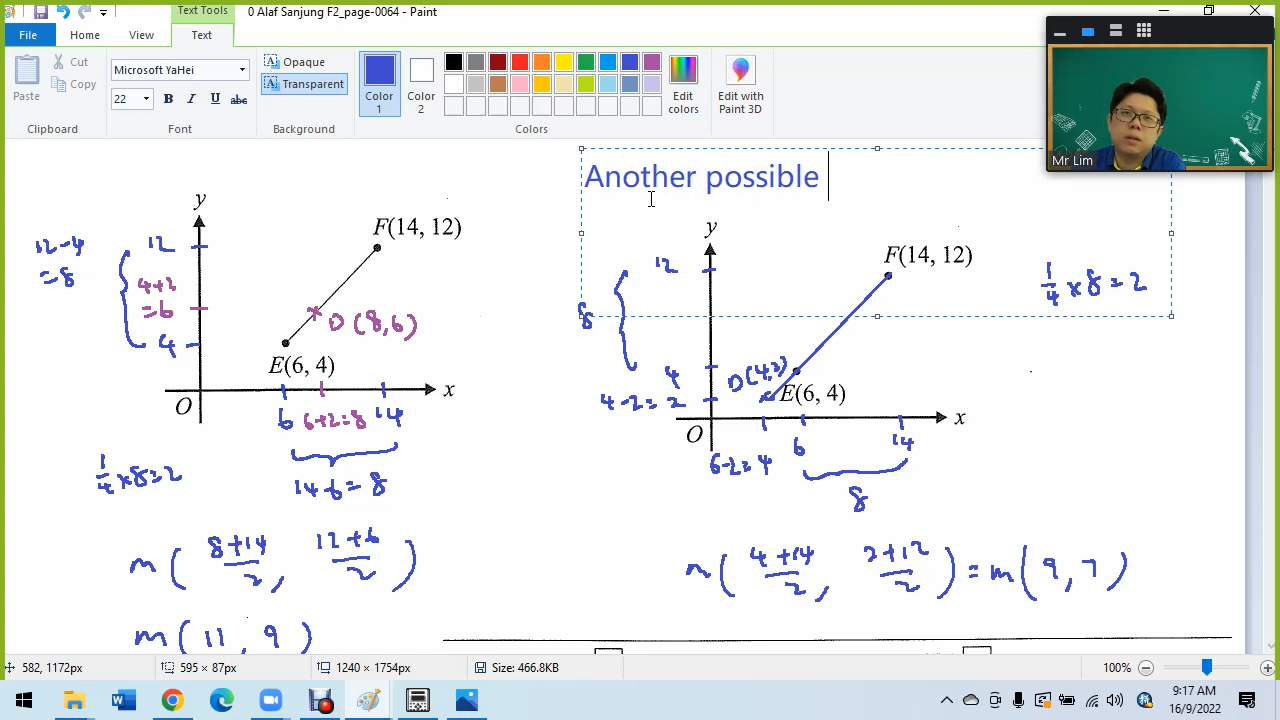 Text Tools
0 Alaf Sanjung F2_page-0064 - Paint
File
Home
View
Text
Paste
Cut
Copy
Clipboard
Microsoft YaHei
22
B
I
U
abc
Font
Opaque
Transparent
Background
Color 1
Color 2
Edit colors
Colors
Edit with Paint 3D
Mr Lim
Another possible
y
F(14, 12)
12-4
=8
12
4+2
=6
4
D (8,6)
E(6, 4)
x
O
6
6+2=8
14
14-6=8
1/4 x 8=2
m ( 8+14/2, 12+6/2 )
m ( 11, 9 )
y
F(14, 12)
12
8
1/4 x 8=2
4
D(4,2)
E(6, 4)
4-2=2
x
O
6
14
6-2=4
8
m ( 4+14/2, 2+12/2 ) = m ( 9, 7 )
582, 1172px
595 × 87px
1240 × 1754px
Size: 466.8KB
100%
9:17 AM
16/9/2022